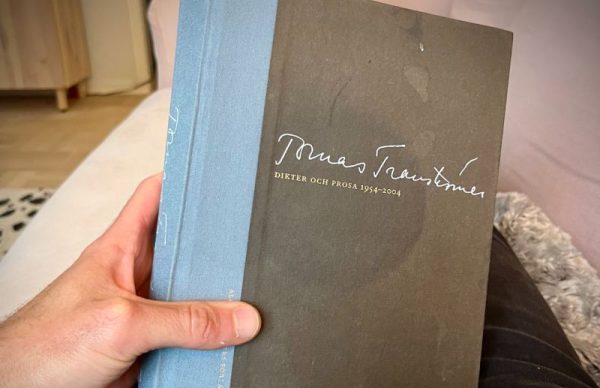 Tomas Tranströmer
DIKTER OCH PROSA 1954–2004